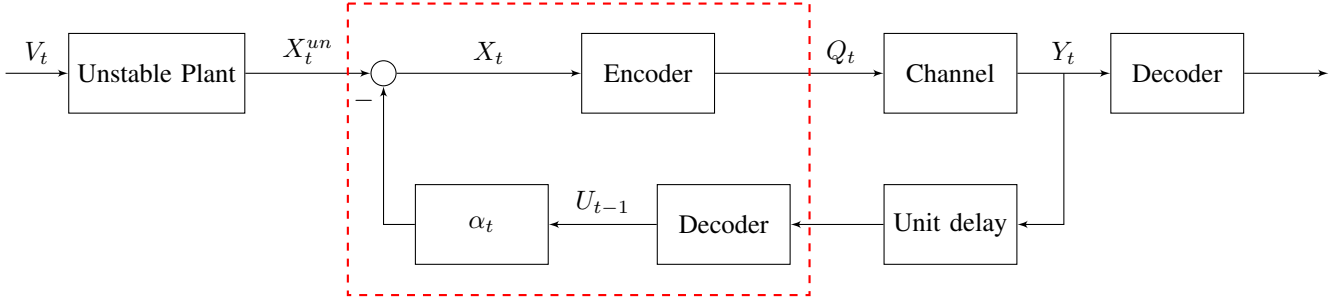 V_t
Unstable Plant
X_t^{un}
X_t
Encoder
Q_t
Channel
Y_t
Decoder
−
α_t
U_{t−1}
Decoder
Unit delay